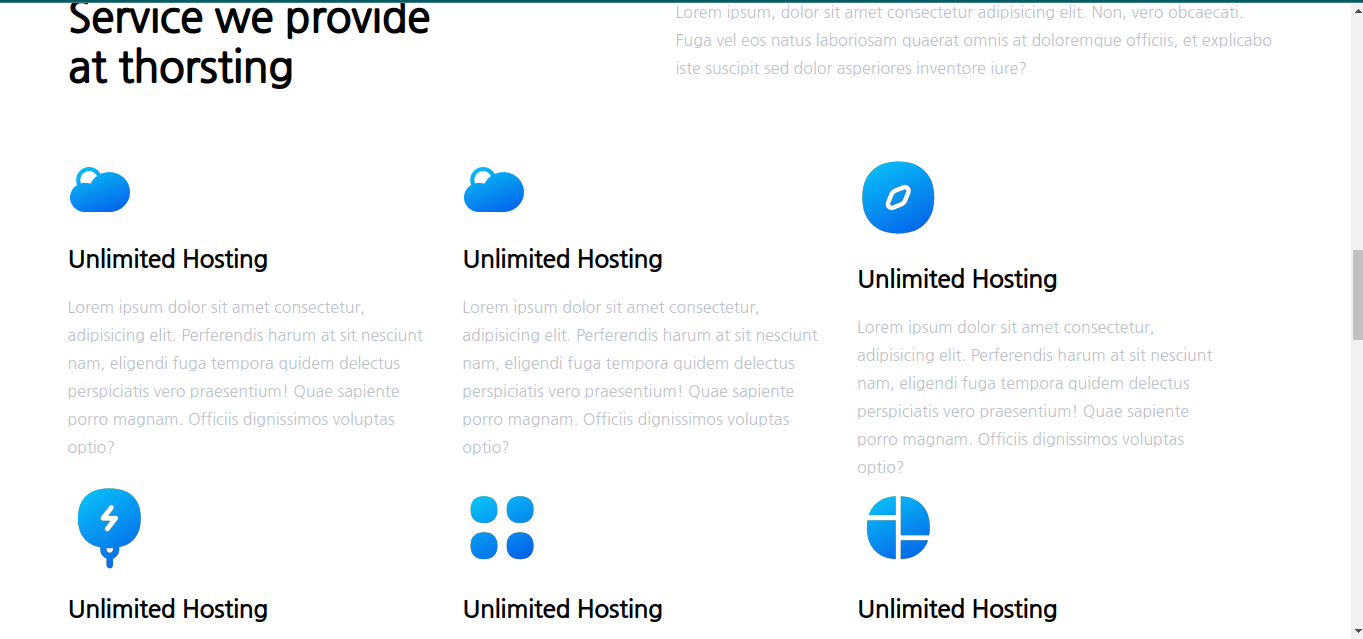 Service we provide
at thorsting
Lorem ipsum, dolor sit amet consectetur adipisicing elit. Non, vero obcaecati.
Fuga vel eos natus laboriosam quaerat omnis at doloremque officiis, et explicabo
iste suscipit sed dolor asperiores inventore iure?
Unlimited Hosting
Lorem ipsum dolor sit amet consectetur,
adipisicing elit. Perferendis harum at sit nesciunt
nam, eligendi fuga tempora quidem delectus
perspiciatis vero praesentium! Quae sapiente
porro magnam. Officiis dignissimos voluptas
optio?
Unlimited Hosting
Lorem ipsum dolor sit amet consectetur,
adipisicing elit. Perferendis harum at sit nesciunt
nam, eligendi fuga tempora quidem delectus
perspiciatis vero praesentium! Quae sapiente
porro magnam. Officiis dignissimos voluptas
optio?
Unlimited Hosting
Lorem ipsum dolor sit amet consectetur,
adipisicing elit. Perferendis harum at sit nesciunt
nam, eligendi fuga tempora quidem delectus
perspiciatis vero praesentium! Quae sapiente
porro magnam. Officiis dignissimos voluptas
optio?
Unlimited Hosting
Unlimited Hosting
Unlimited Hosting